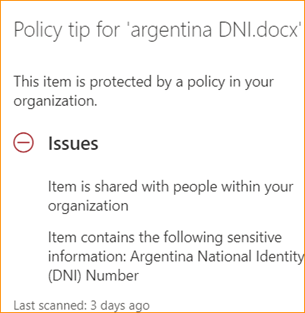 Policy tip for 'argentina DNI.docx'
This item is protected by a policy in your
organization.
Issues
Item is shared with people within your
organization
Item contains the following sensitive
information: Argentina National Identity
(DNI) Number
Last scanned: 3 days ago